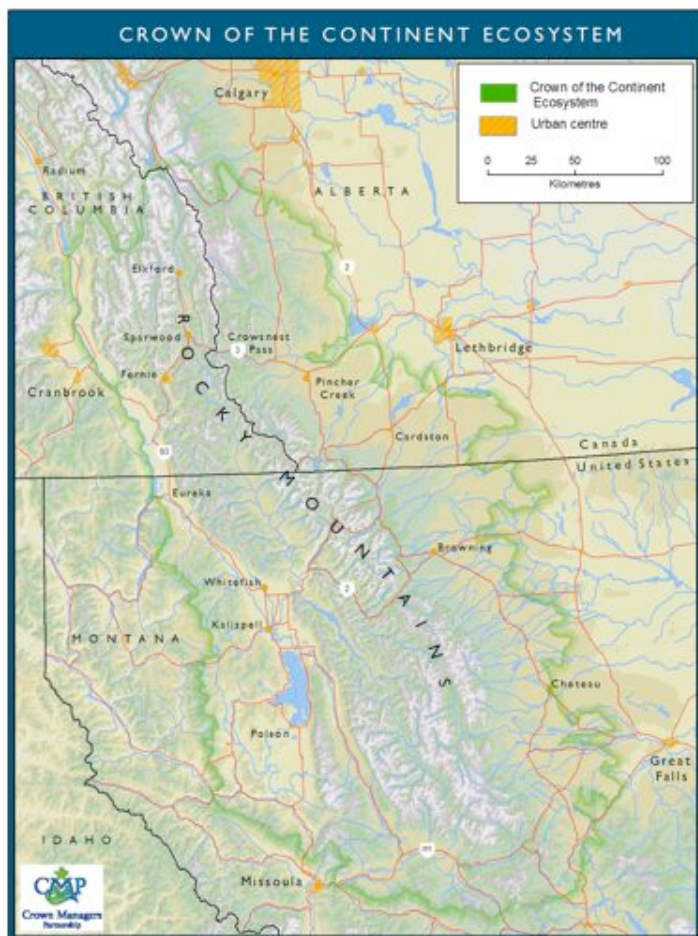 CROWN OF THE CONTINENT ECOSYSTEM
Calgary
Crown of the Continent
Ecosystem
Urban centre
0 25 50 100
Kilometres
Radium
BRITISH
COLUMBIA
ALBERTA
Elkford
2
Sparwood
Crowsnest
Pass
3
Lethbridge
Fernie
Pincher
Creek
Cranbrook
Cardston
ROCKY MOUNTAINS
93
Canada
United States
Eureka
Browning
Whitefish
2
Kalispell
MONTANA
Choteau
Polson
Great
Falls
IDAHO
CMP
Crown Managers
Partnership
Missoula